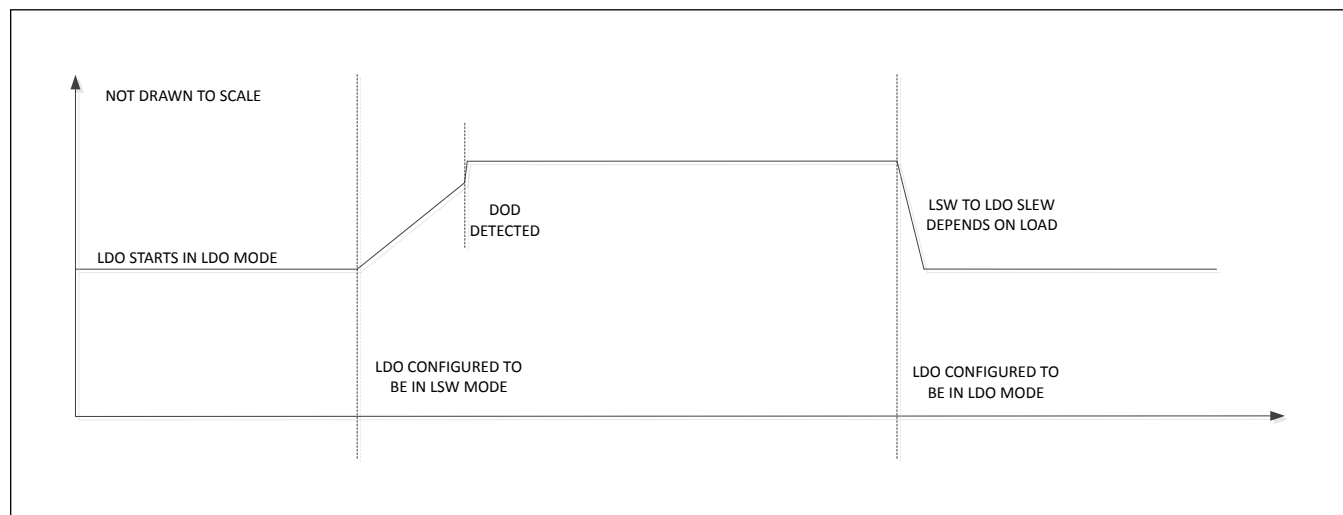 NOT DRAWN TO SCALE
DOD
DETECTED
LSW TO LDO SLEW
DEPENDS ON LOAD
LDO STARTS IN LDO MODE
LDO CONFIGURED TO
BE IN LSW MODE
LDO CONFIGURED TO
BE IN LDO MODE